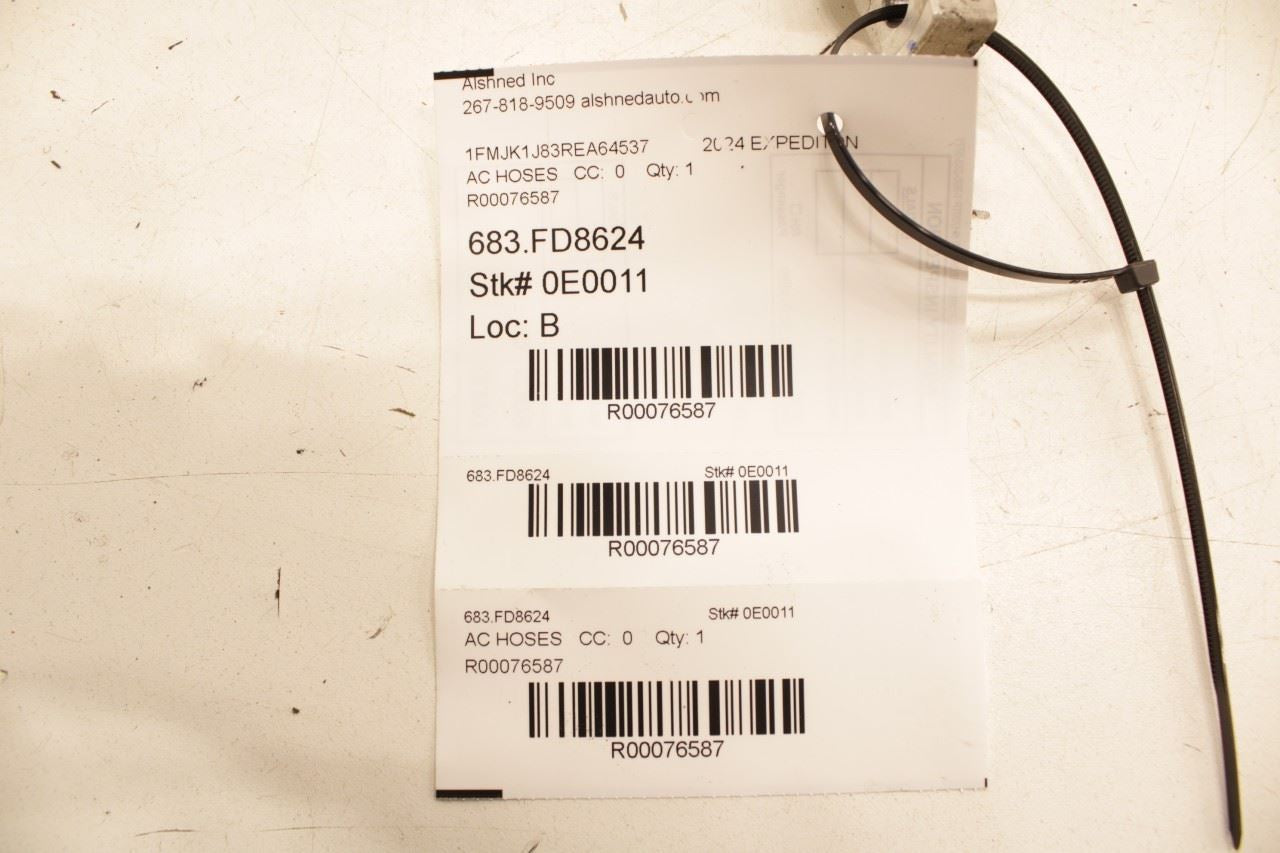 Alshned Inc
267-818-9509 alshnedauto.com
1FMJK1J83REA64537 2024 EXPEDITON
AC HOSES CC: 0 Qty: 1
R00076587
683.FD8624
Stk# 0E0011
Loc: B
R00076587
683.FD8624 Stk# 0E0011
R00076587
683.FD8624 Stk# 0E0011
AC HOSES CC: 0 Qty: 1
R00076587
R00076587